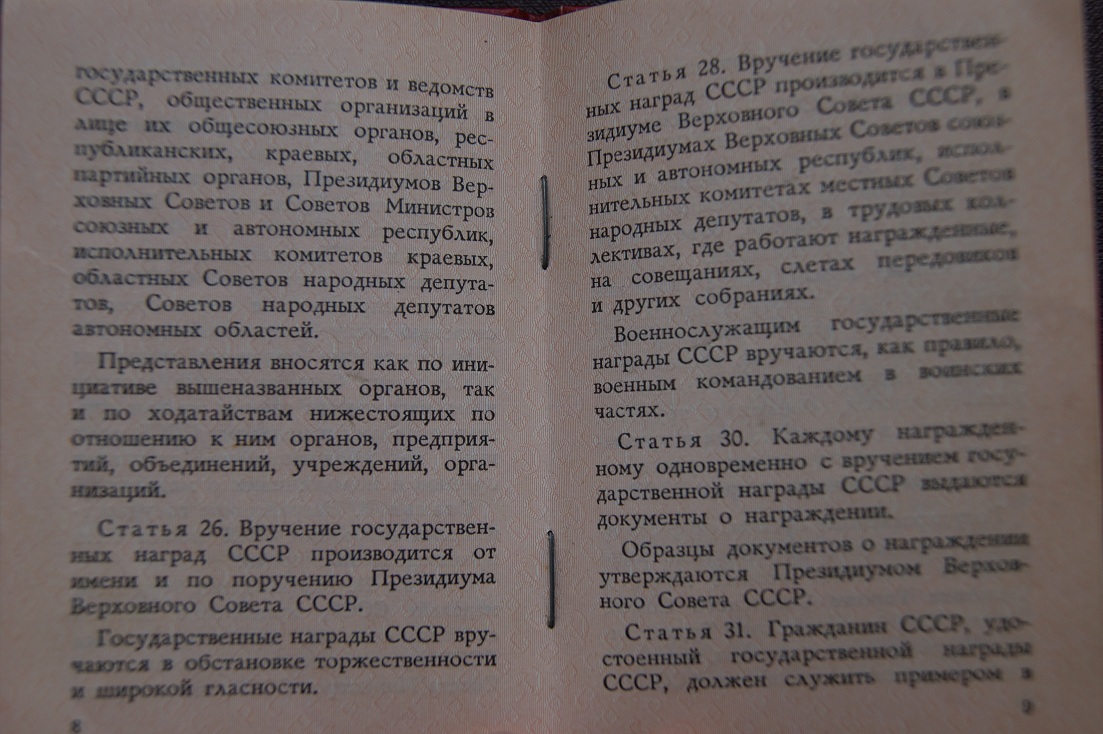 государственных комитетов и ведомств
СССР, общественных организаций в
лице их общесоюзных органов, рес-
публиканских, краевых, областных
партийных органов, Президиумов Вер-
ховных Советов и Советов Министров
союзных и автономных республик,
исполнительных комитетов краевых,
областных Советов народных депута-
тов, Советов народных депутатов
автономных областей.
Представления вносятся как по ини-
циативе вышеназванных органов, так
и по ходатайствам нижестоящих по
отношению к ним органов, предприя-
тий, объединений, учреждений, орга-
низаций.
Статья 26. Вручение государствен-
ных наград СССР производится от
имени и по поручению Президиума
Верховного Совета СССР.
Государственные награды СССР вру-
чаются в обстановке торжественности
и широкой гласности.
8
Статья 28. Вручение государствен-
ных наград СССР производится в Пре-
зидиуме Верховного Совета СССР, в
Президиумах Верховных Советов союз-
ных и автономных республик, испол-
нительных комитетах местных Советов
народных депутатов, в трудовых кол-
лективах, где работают награжденные,
на совещаниях, слетах передовиков
и других собраниях.
Военнослужащим государственные
награды СССР вручаются, как правило,
военным командованием в воинских
частях.
Статья 30. Каждому награжден-
ному одновременно с вручением госу-
дарственной награды СССР выдаются
документы о награждении.
Образцы документов о награждении
утверждаются Президиумом Верхов-
ного Совета СССР.
Статья 31. Гражданин СССР, удо-
стоенный государственной награды
СССР, должен служить примером в
9